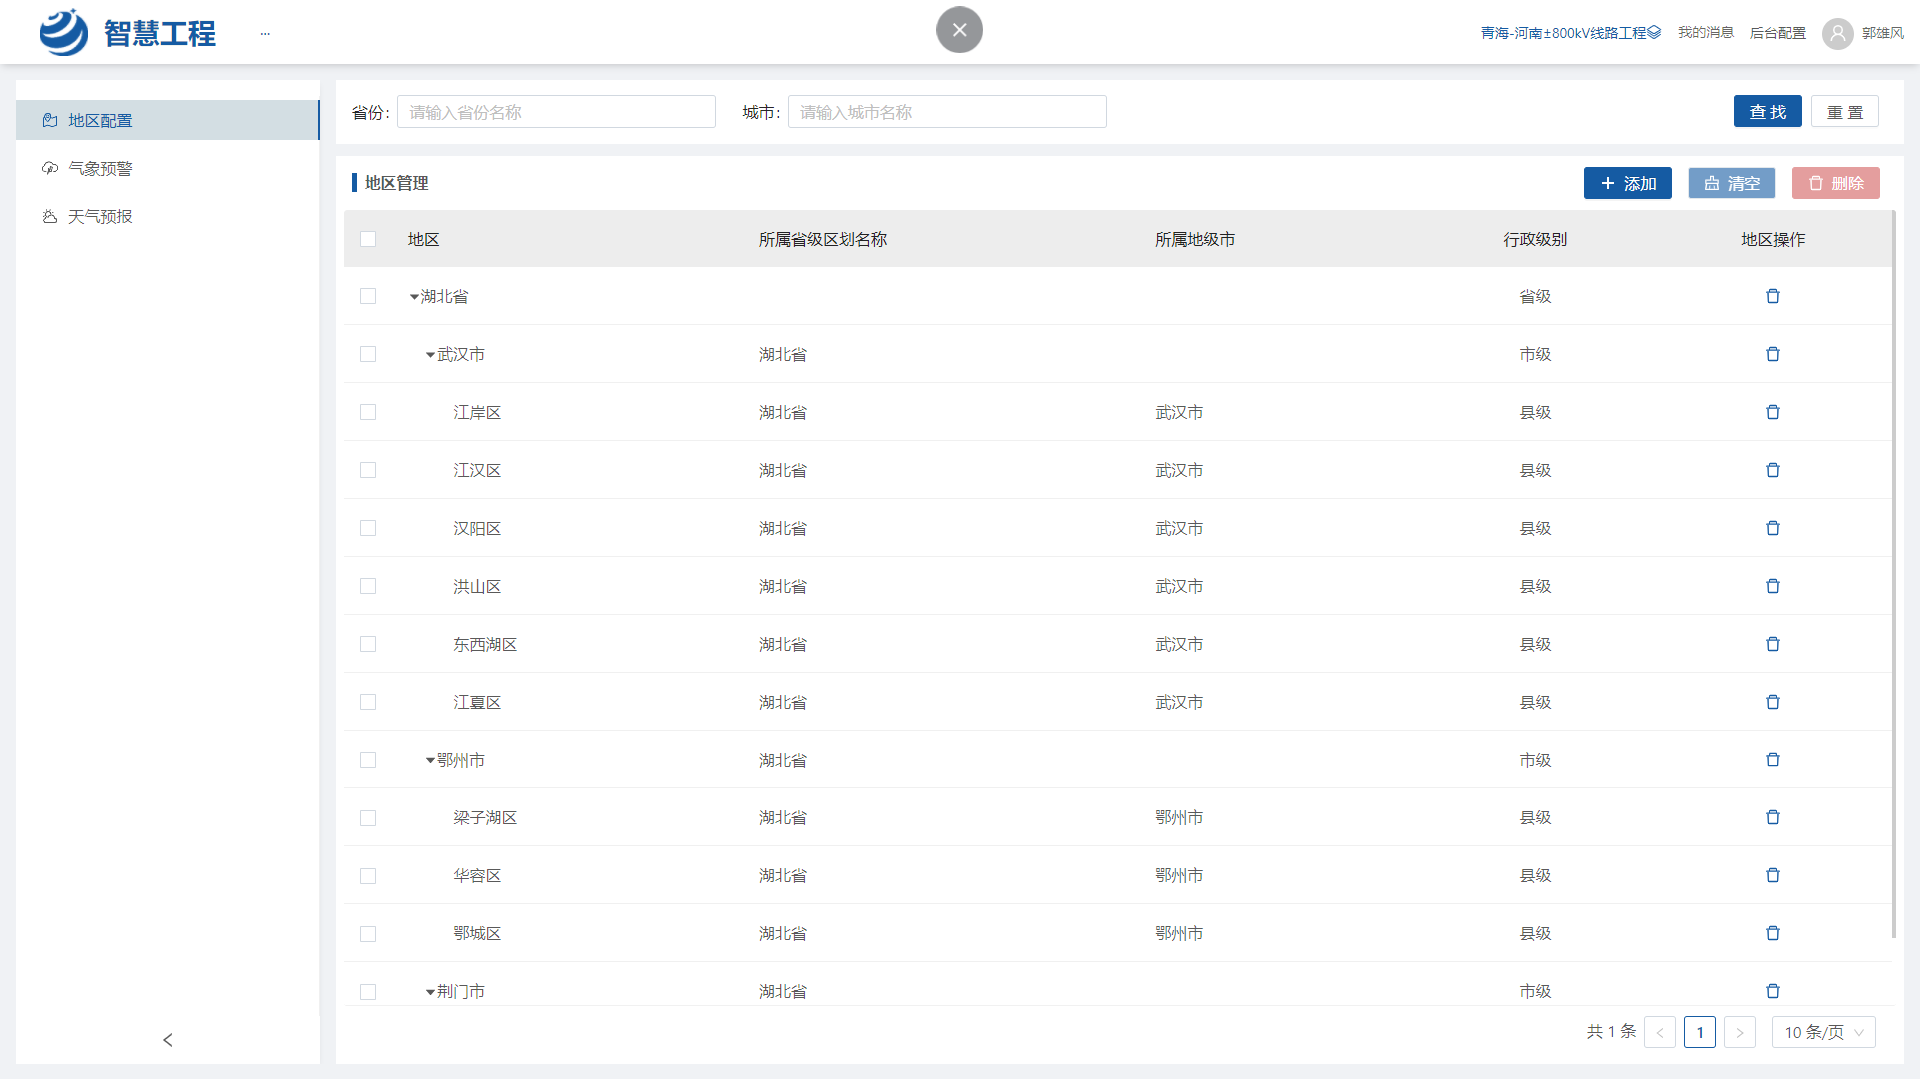 智慧工程 ... 青海-河南±800kV线路工程 我的消息 后台配置 郭雄风
地区配置
气象预警
天气预报
省份: 请输入省份名称 城市: 请输入城市名称 查 找 重 置
地区管理 添加 清空 删除
地区 所属省级区划名称 所属地级市 行政级别 地区操作
湖北省 省级
武汉市 湖北省 市级
江岸区 湖北省 武汉市 县级
江汉区 湖北省 武汉市 县级
汉阳区 湖北省 武汉市 县级
洪山区 湖北省 武汉市 县级
东西湖区 湖北省 武汉市 县级
江夏区 湖北省 武汉市 县级
鄂州市 湖北省 市级
梁子湖区 湖北省 鄂州市 县级
华容区 湖北省 鄂州市 县级
鄂城区 湖北省 鄂州市 县级
荆门市 湖北省 市级
共 1 条 < 1 > 10 条/页